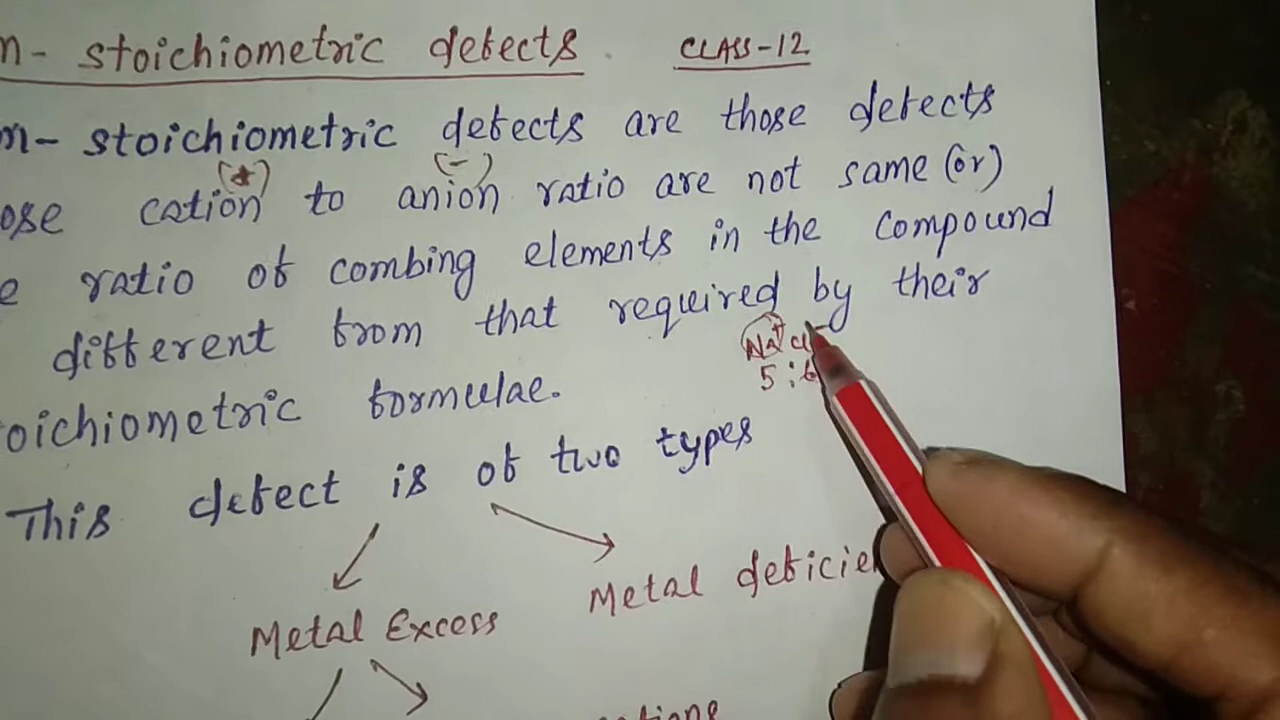 n- stoichiometric defects. CLASS-12
n- stoichiometric defects are those defects
(+) (-)
ose cation to anion ratio are not same (or)
e ratio of combing elements in the compound
different from that required by their
Na+ Cl
5 : 6
oichiometric formulae.
This defect is of two types
Metal Excess Metal deficien